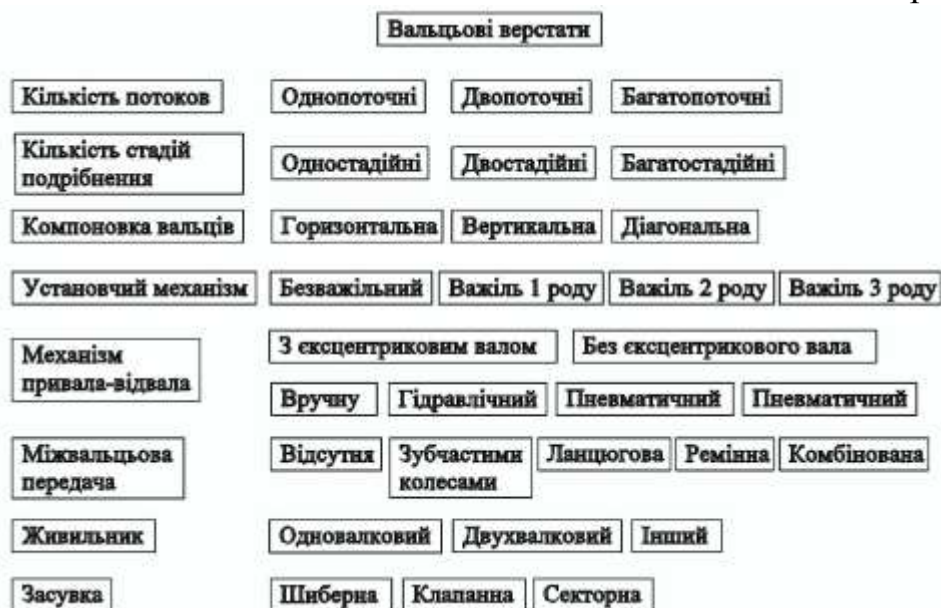 Вальцьові верстати
Кількість потоков Однопоточні Двопоточні Багатопоточні
Кількість стадій подрібнення Одностадійні Двостадійні Багатостадійні
Компоновка вальців Горизонтальна Вертикальна Діагональна
Установчий механізм Безважільний Важіль 1 роду Важіль 2 роду Важіль 3 роду
Механізм привала-відвала З єксцентриковим валом Без єксцентрикового вала
Вручну Гідравлічний Пневматичний Пневматичний
Міжвальцьова передача Відсутня Зубчастими колесами Ланцюгова Ремінна Комбінована
Живильник Одновалковий Двухвалковий Інший
Засувка Шиберна Клапанна Секторна